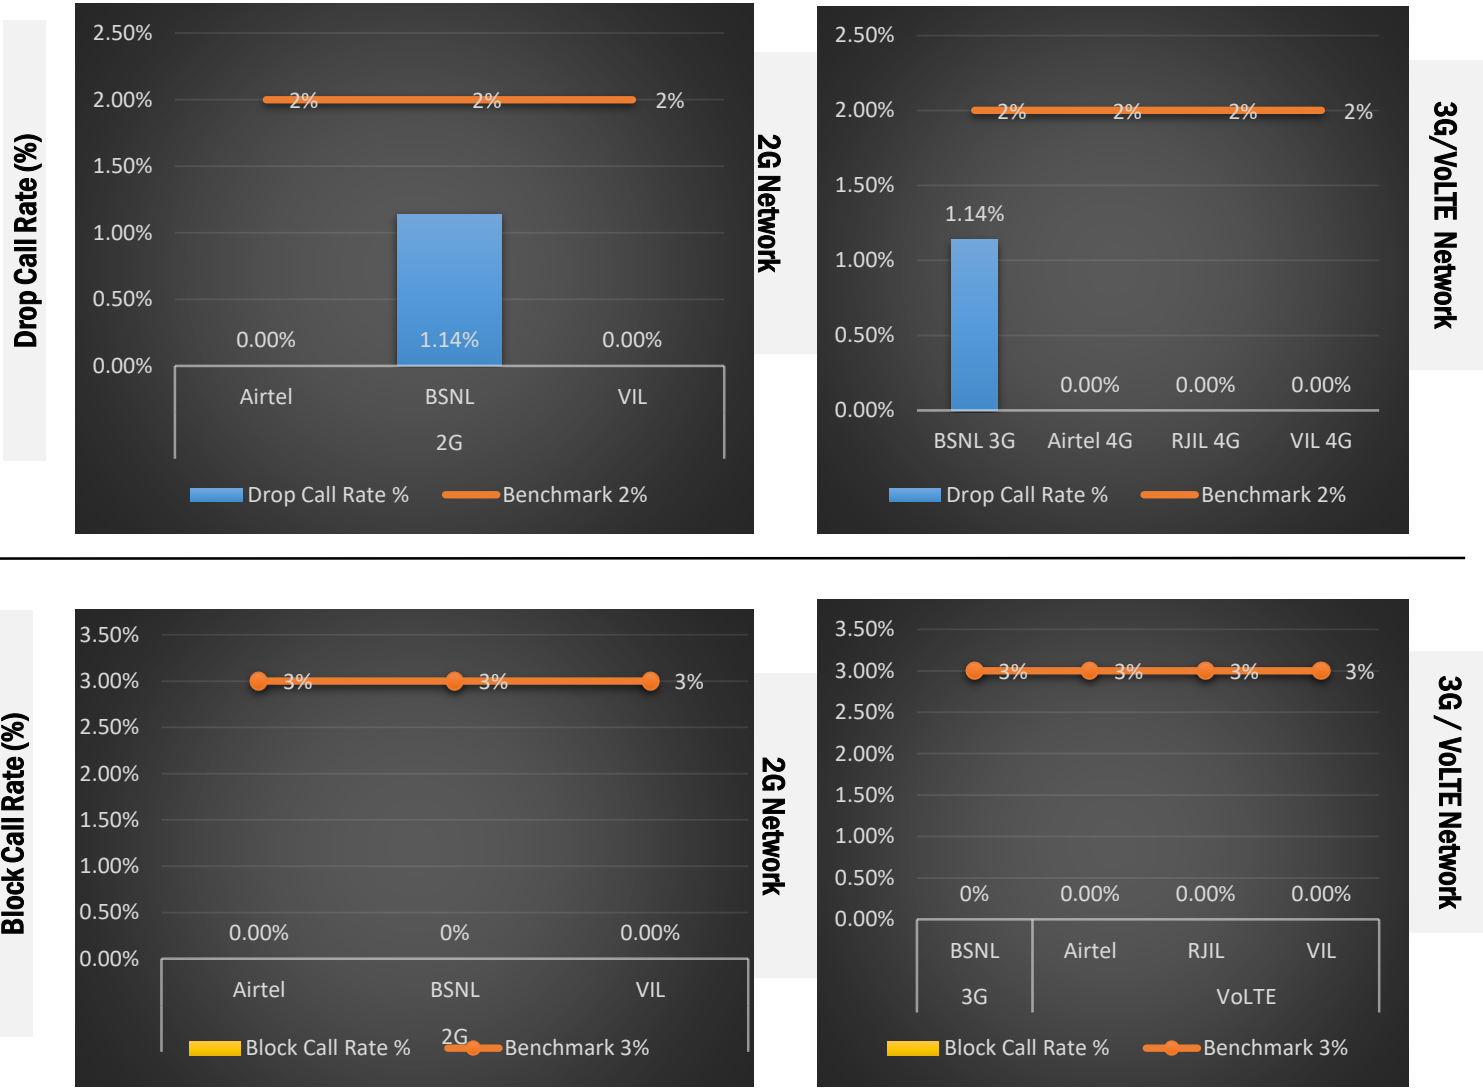 Drop Call Rate (%)
2.50%
2.00%
1.50%
1.00%
0.50%
0.00%
2% 2% 2%
0.00% 1.14% 0.00%
Airtel BSNL VIL
2G
Drop Call Rate % Benchmark 2%
2G Network
2.50%
2.00%
1.50%
1.00%
0.50%
0.00%
2% 2% 2% 2%
1.14%
0.00% 0.00% 0.00%
BSNL 3G Airtel 4G RJIL 4G VIL 4G
Drop Call Rate % Benchmark 2%
3G/VoLTE Network
Block Call Rate (%)
3.50%
3.00%
2.50%
2.00%
1.50%
1.00%
0.50%
0.00%
3% 3% 3%
0.00% 0% 0.00%
Airtel BSNL VIL
2G
Block Call Rate % Benchmark 3%
2G Network
3.50%
3.00%
2.50%
2.00%
1.50%
1.00%
0.50%
0.00%
3% 3% 3% 3%
0% 0.00% 0.00% 0.00%
BSNL Airtel RJIL VIL
3G VoLTE
Block Call Rate % Benchmark 3%
3G / VoLTE Network